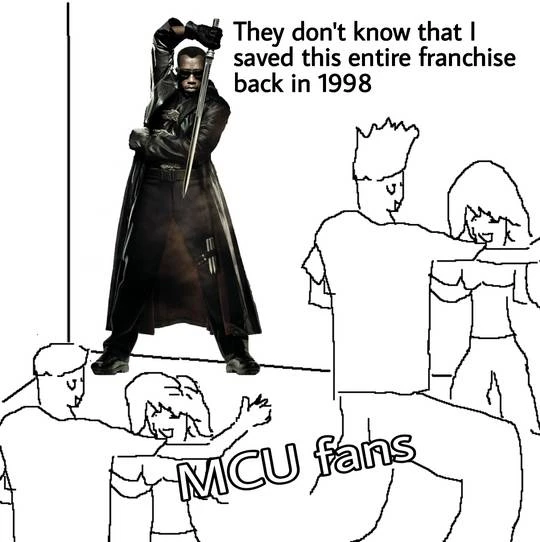 They don't know that I
saved this entire franchise
back in 1998
MCU fans